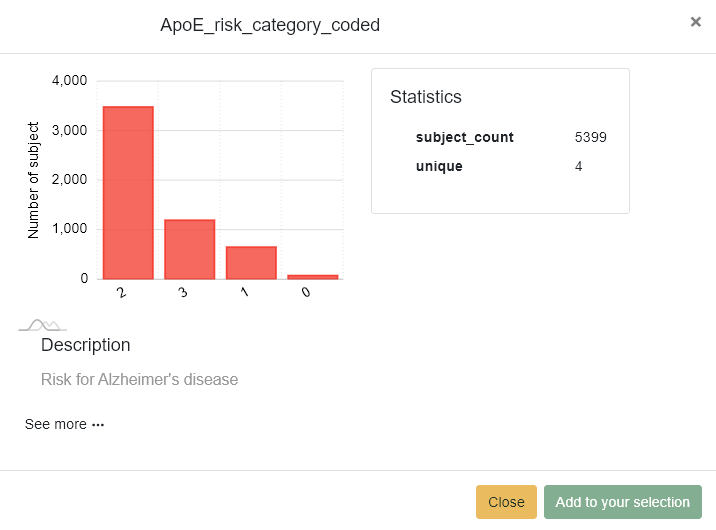 ApoE_risk_category_coded
×
4,000
3,000
2,000
1,000
0
Number of subject
2 3 1 0
Statistics
subject_count 5399
unique 4
Description
Risk for Alzheimer's disease
See more •••
Close
Add to your selection